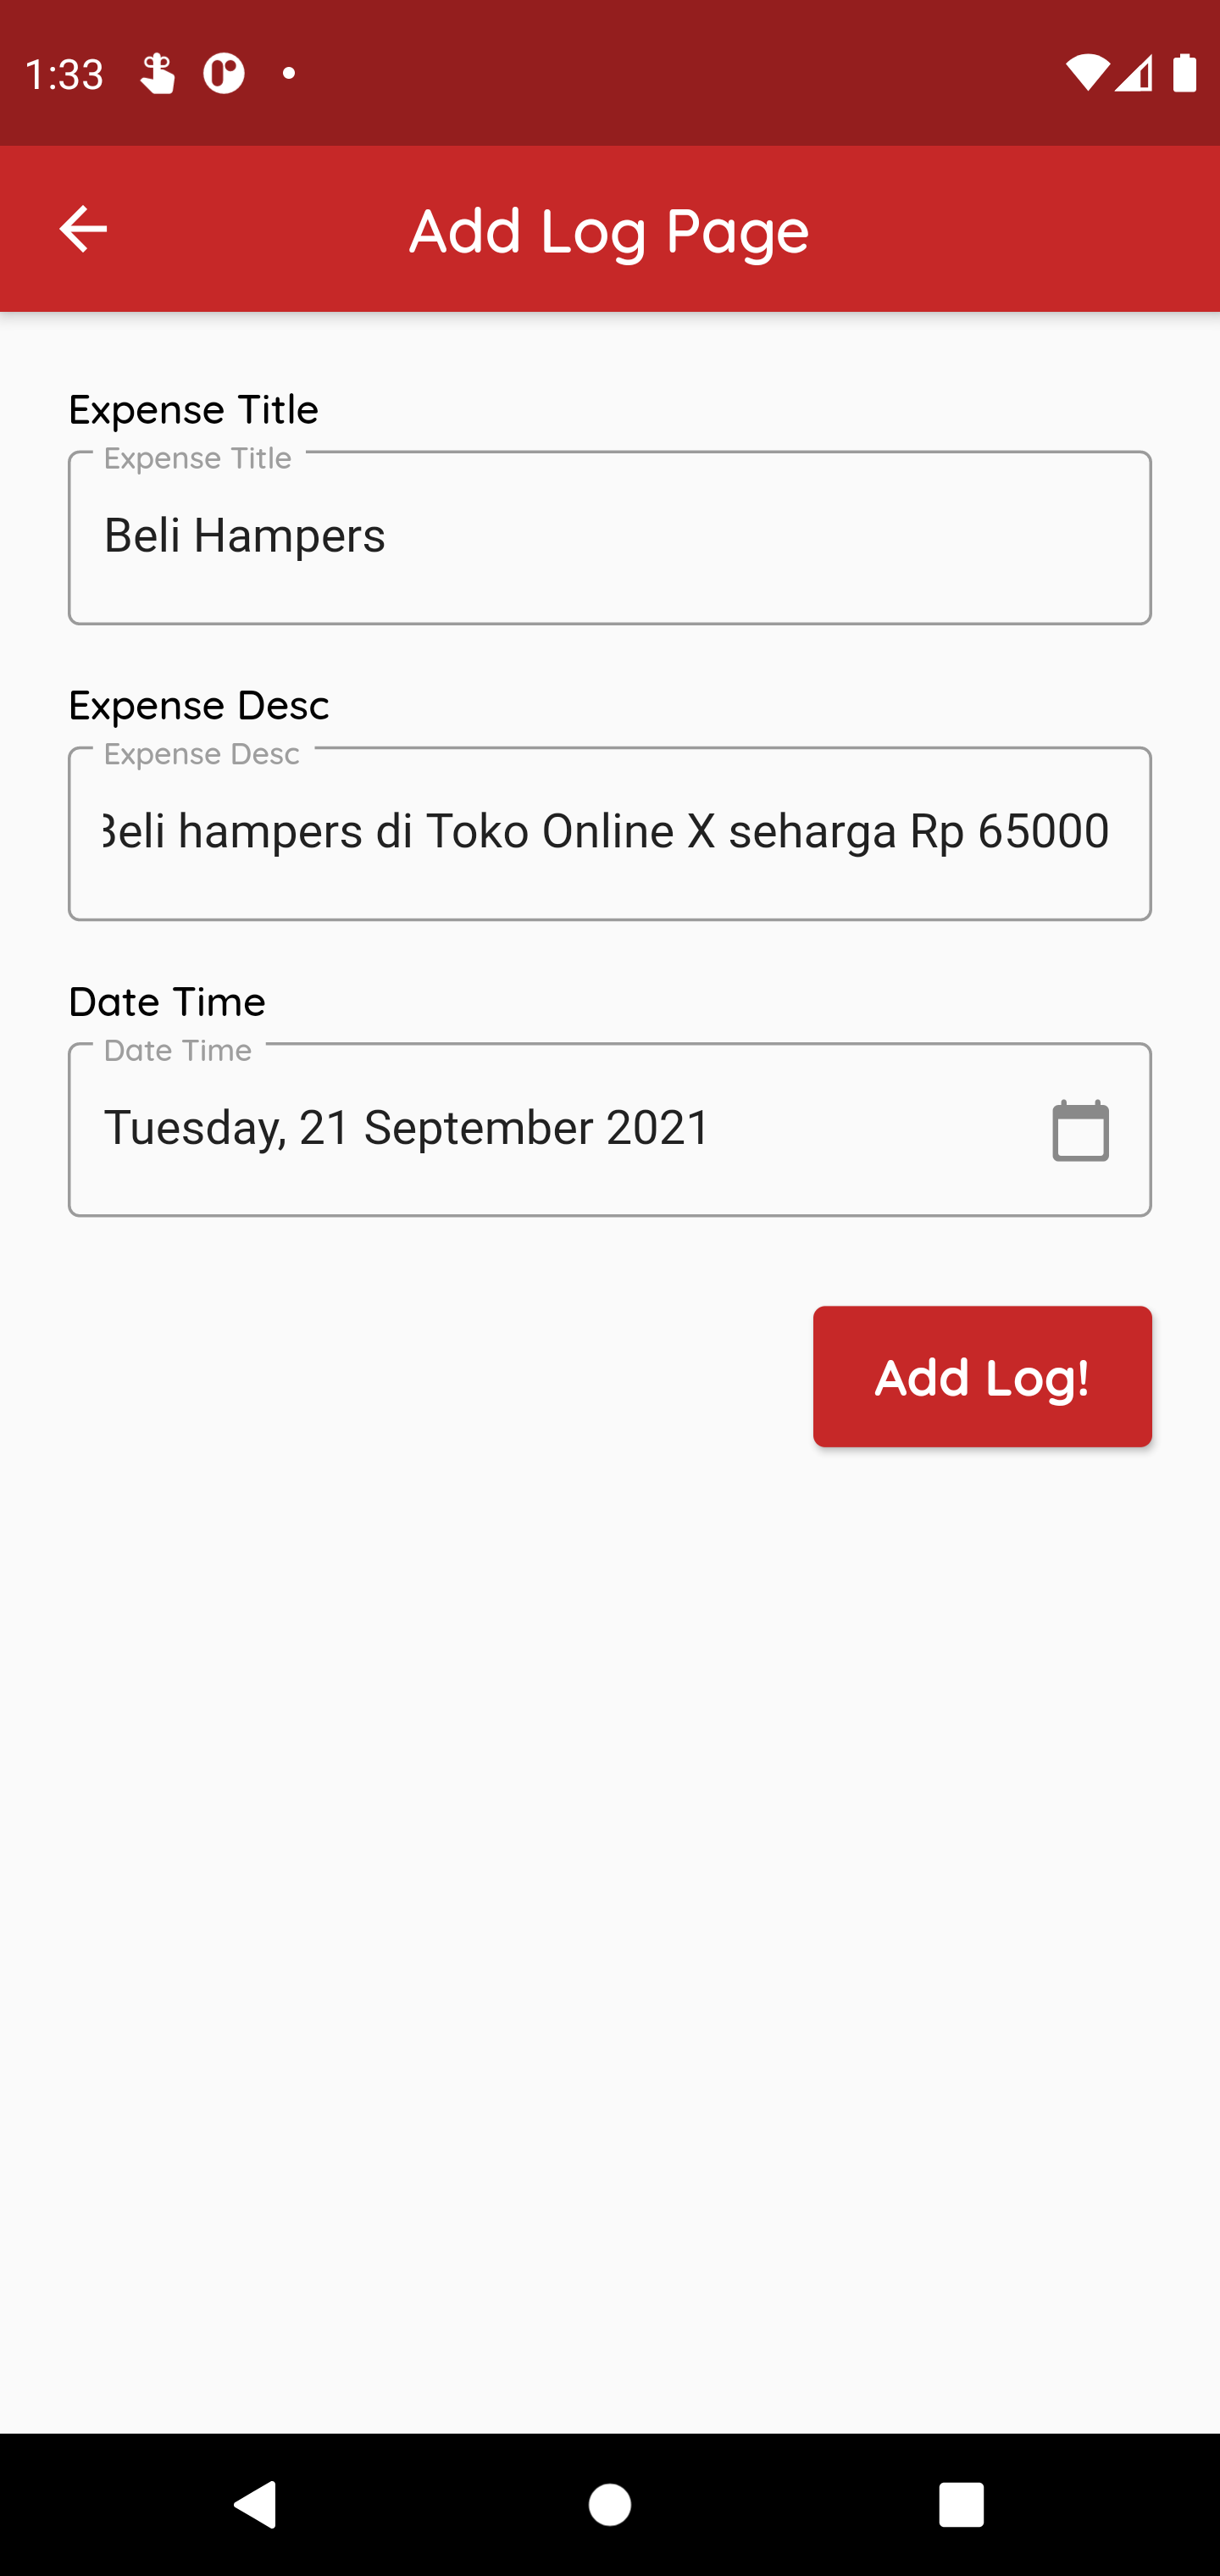 1:33
Add Log Page
Expense Title
Expense Title
Beli Hampers
Expense Desc
Expense Desc
Beli hampers di Toko Online X seharga Rp 65000
Date Time
Date Time
Tuesday, 21 September 2021
Add Log!